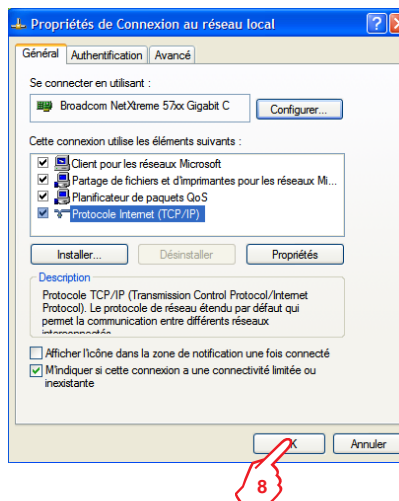 Propriétés de Connexion au réseau local
Général Authentification Avancé
Se connecter en utilisant :
Broadcom NetXtreme 57xx Gigabit C Configurer...
Cette connexion utilise les éléments suivants :
Client pour les réseaux Microsoft
Partage de fichiers et d'imprimantes pour les réseaux Mi...
Planificateur de paquets QoS
Protocole Internet (TCP/IP)
Installer... Désinstaller Propriétés
Description
Protocole TCP/IP (Transmission Control Protocol/Internet
Protocol). Le protocole de réseau étendu par défaut qui
permet la communication entre différents réseaux
interconnectés
Afficher l'icône dans la zone de notification une fois connecté
M'indiquer si cette connexion a une connectivité limitée ou
inexistante
OK Annuler
8